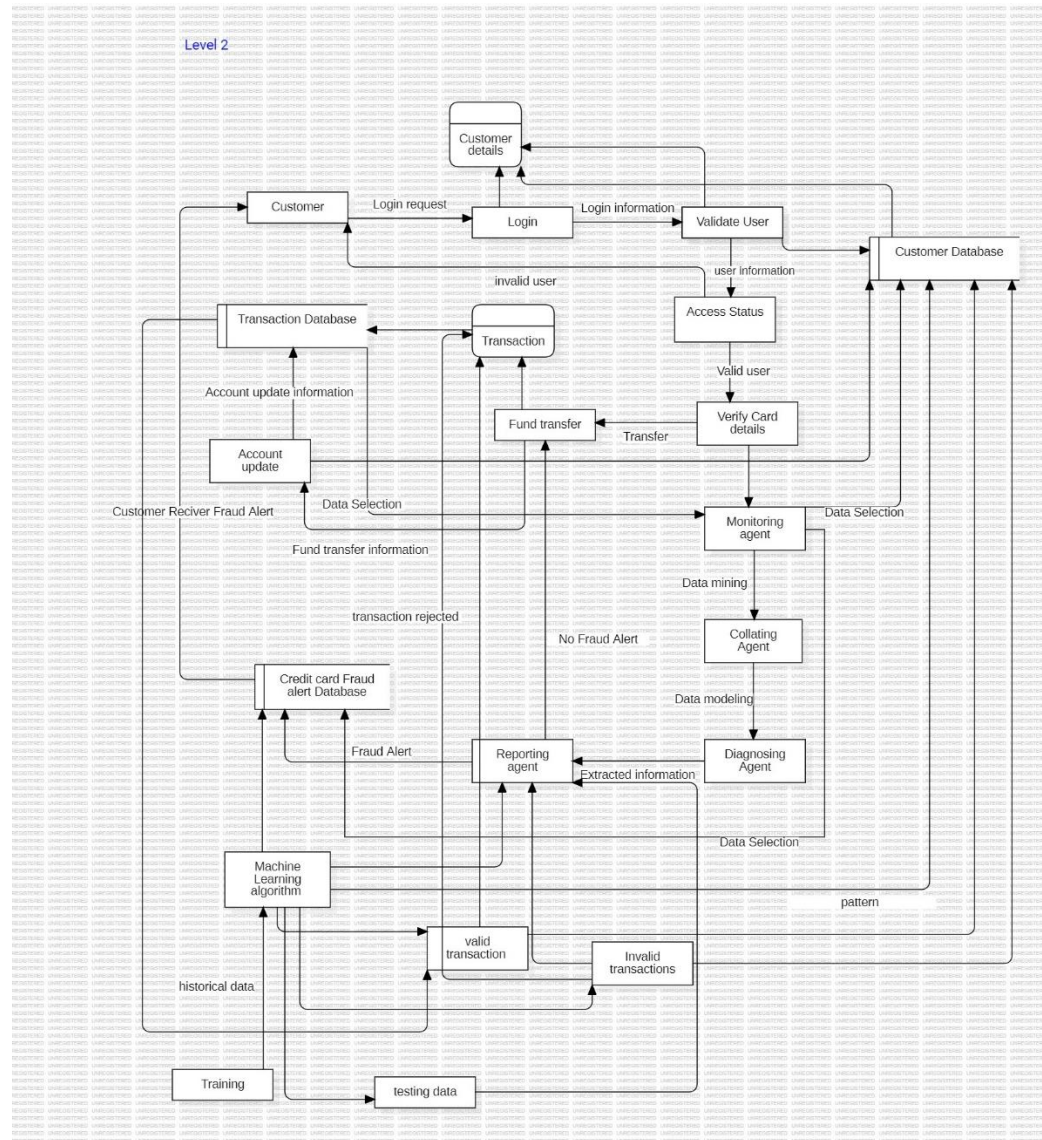 Level 2
Customer
details
Customer
Login request
Login
Login information
Validate User
Customer Database
user information
invalid user
Access Status
Transaction Database
Transaction
Valid user
Account update information
Fund transfer
Transfer
Verify Card
details
Account
update
Customer Reciver Fraud Alert
Data Selection
Monitoring
agent
Data Selection
Fund transfer information
Data mining
transaction rejected
No Fraud Alert
Collating
Agent
Credit card Fraud
alert Database
Data modeling
Fraud Alert
Reporting
agent
Diagnosing
Agent
Extracted information
Data Selection
Machine
Learning
algorithm
pattern
valid
transaction
Invalid
transactions
historical data
Training
testing data
UNREGISTERED